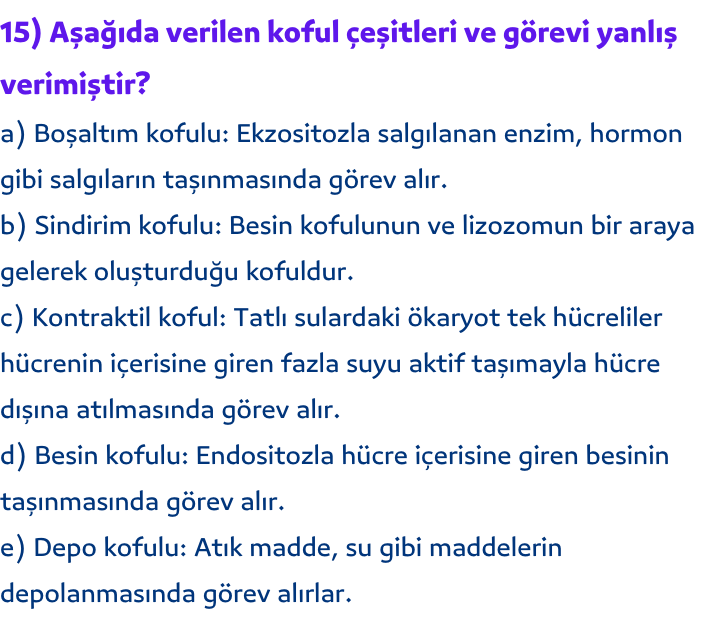 15) Aşağıda verilen koful çeşitleri ve görevi yanlış
verimiştir?
a) Boşaltım kofulu: Ekzositozla salgılanan enzim, hormon
gibi salgıların taşınmasında görev alır.
b) Sindirim kofulu: Besin kofulunun ve lizozomun bir araya
gelerek oluşturduğu kofuldur.
c) Kontraktil koful: Tatlı sulardaki ökaryot tek hücreliler
hücrenin içerisine giren fazla suyu aktif taşımayla hücre
dışına atılmasında görev alır.
d) Besin kofulu: Endositozla hücre içerisine giren besinin
taşınmasında görev alır.
e) Depo kofulu: Atık madde, su gibi maddelerin
depolanmasında görev alırlar.